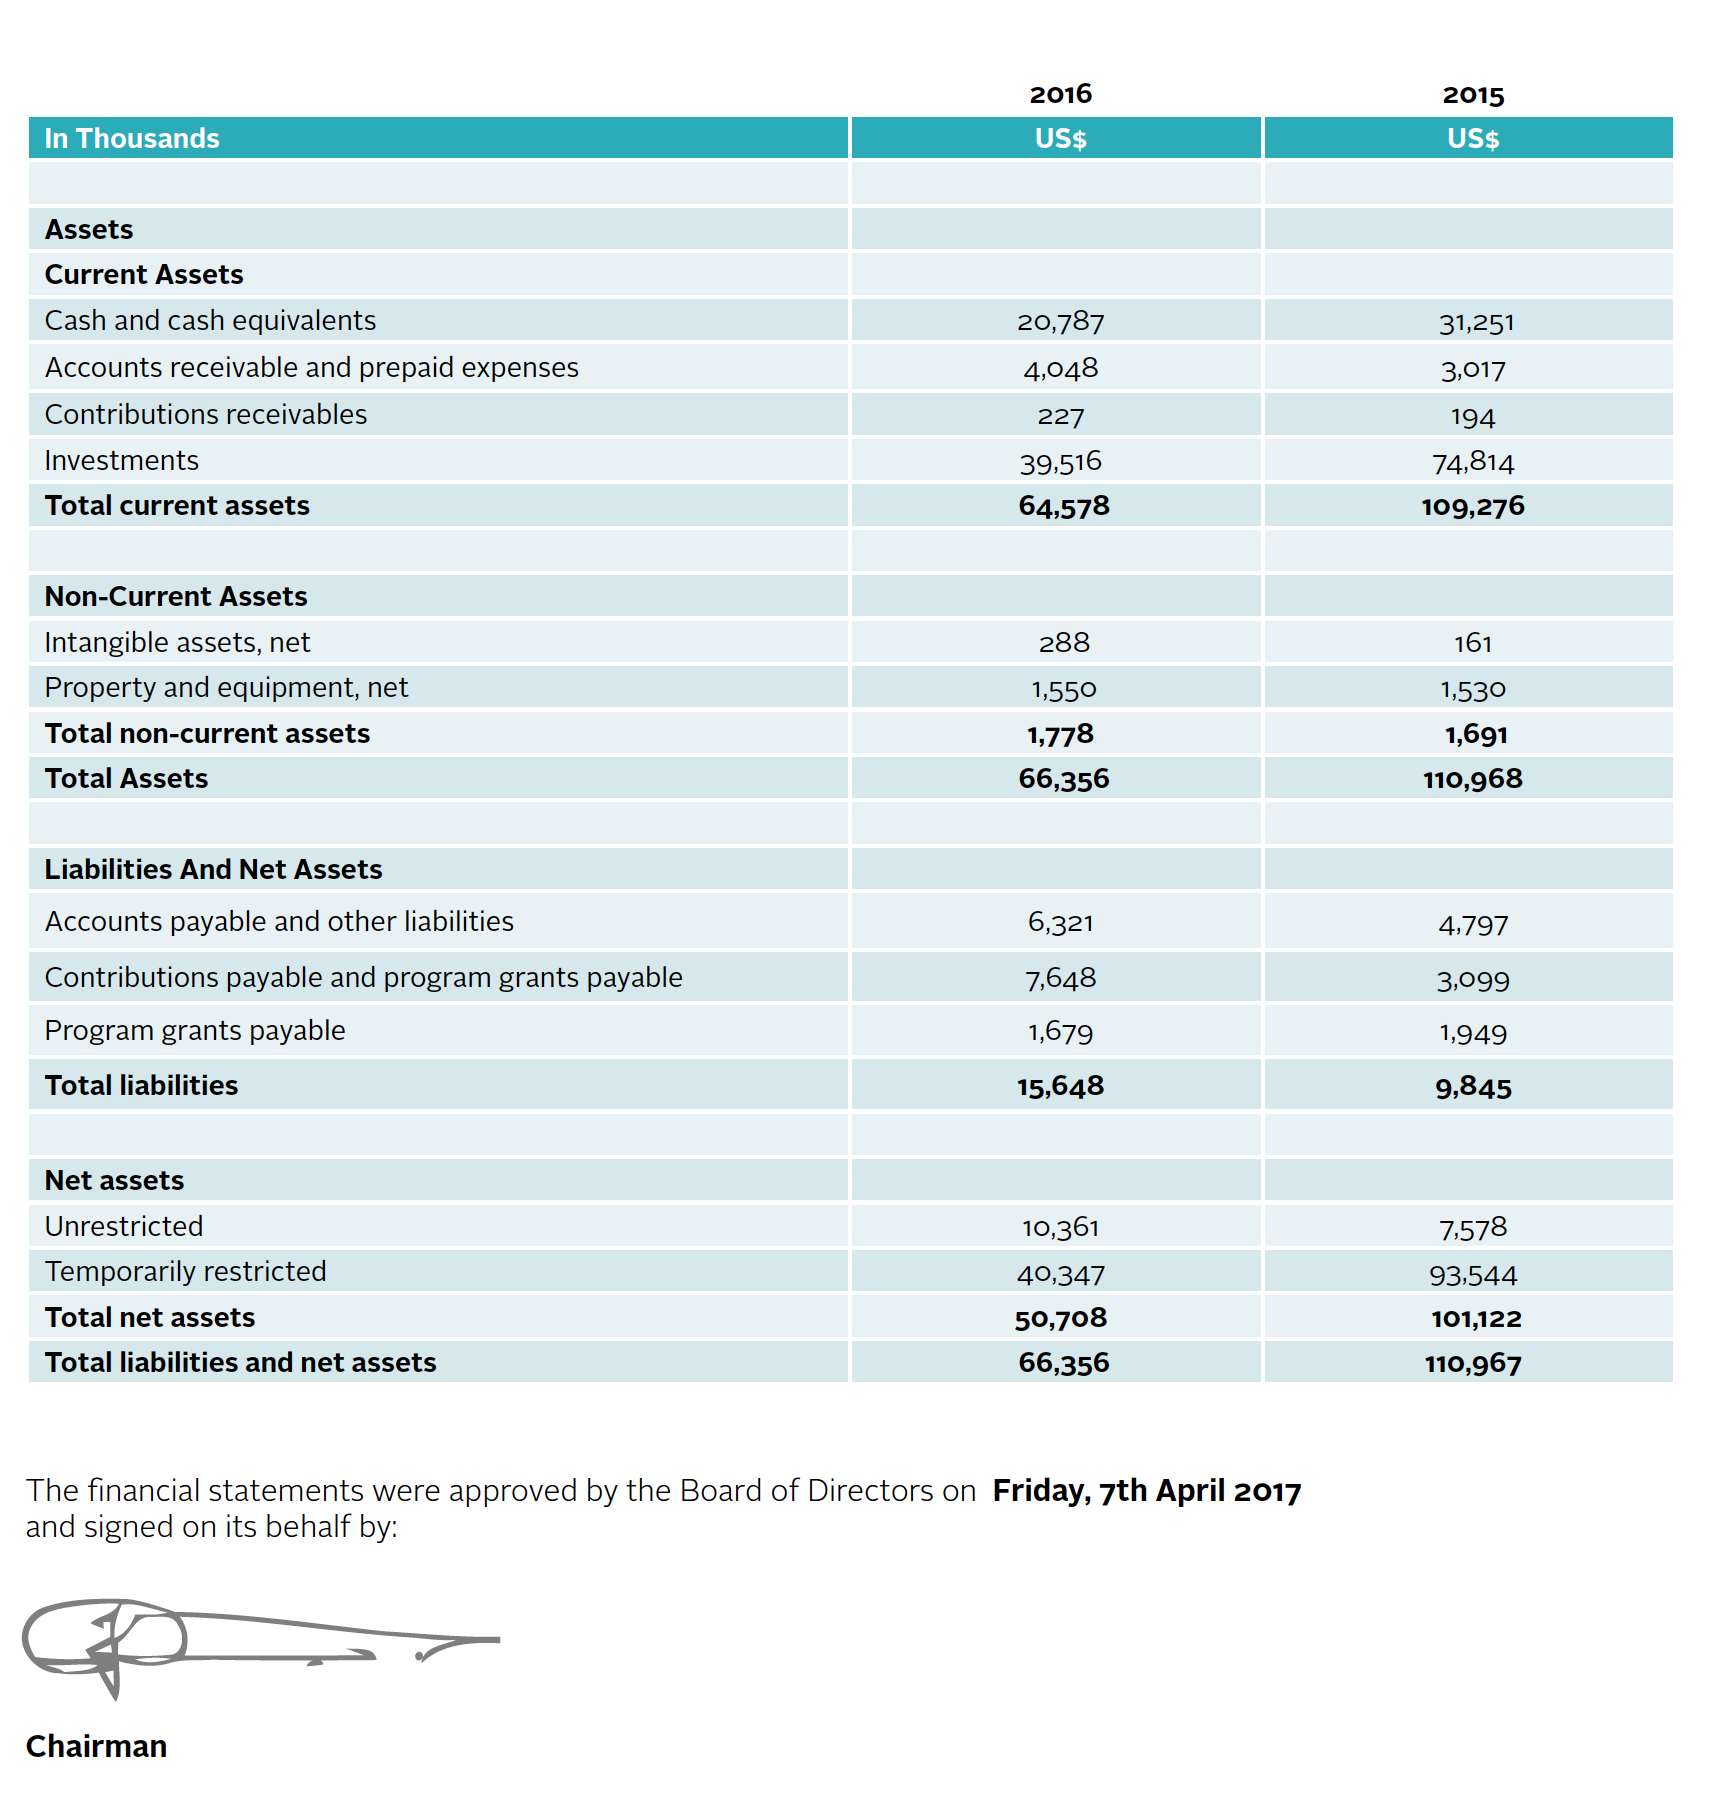 2016 2015
In Thousands US$ US$
Assets
Current Assets
Cash and cash equivalents 20,787 31,251
Accounts receivable and prepaid expenses 4,048 3,017
Contributions receivables 227 194
Investments 39,516 74,814
Total current assets 64,578 109,276
Non-Current Assets
Intangible assets, net 288 161
Property and equipment, net 1,550 1,530
Total non-current assets 1,778 1,691
Total Assets 66,356 110,968
Liabilities And Net Assets
Accounts payable and other liabilities 6,321 4,797
Contributions payable and program grants payable 7,648 3,099
Program grants payable 1,679 1,949
Total liabilities 15,648 9,845
Net assets
Unrestricted 10,361 7,578
Temporarily restricted 40,347 93,544
Total net assets 50,708 101,122
Total liabilities and net assets 66,356 110,967
The financial statements were approved by the Board of Directors on Friday, 7th April 2017
and signed on its behalf by:
Chairman